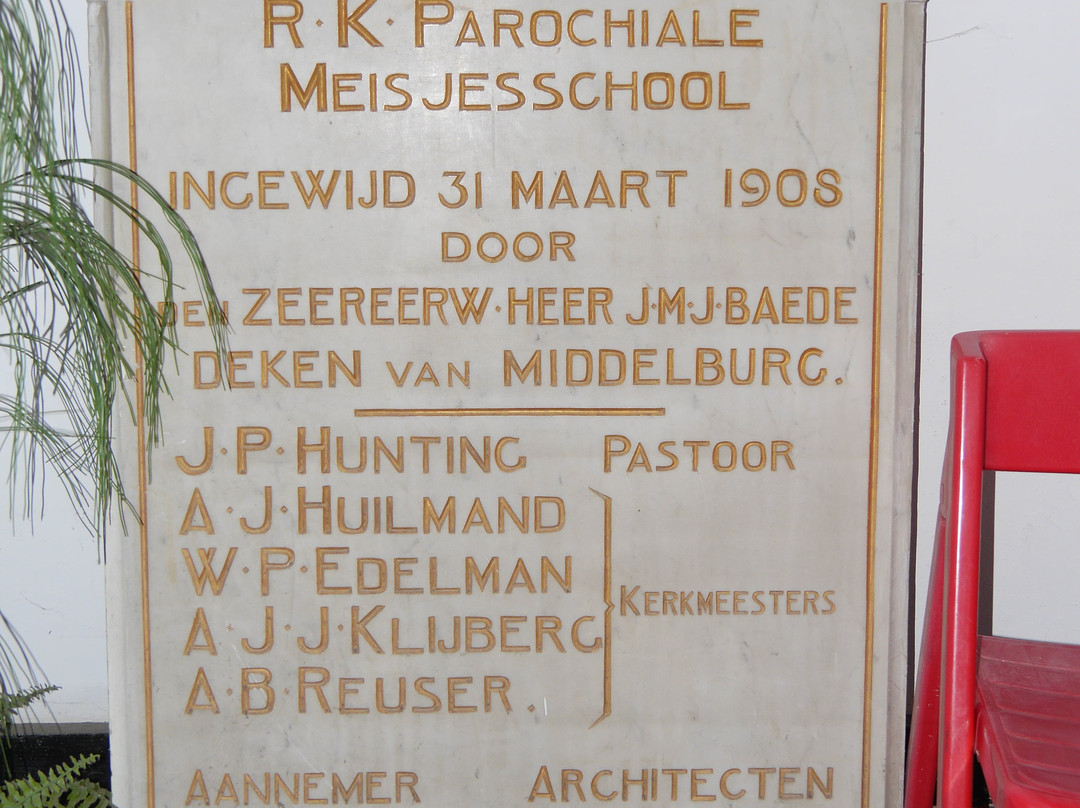 R·K·PAROCHIALE
MEISJESSCHOOL
INGEWIJD 31 MAART 1908
DOOR
DEN ZEEREERW·HEER J·M·J·BAEDE
DEKEN VAN MIDDELBURG.
J·P·HUNTING PASTOOR
A·J·HUILMAND
W·P·EDELMAN
KERKMEESTERS
A·J·J·KLIJBERG
A·B·REUSER.
AANNEMER ARCHITECTEN